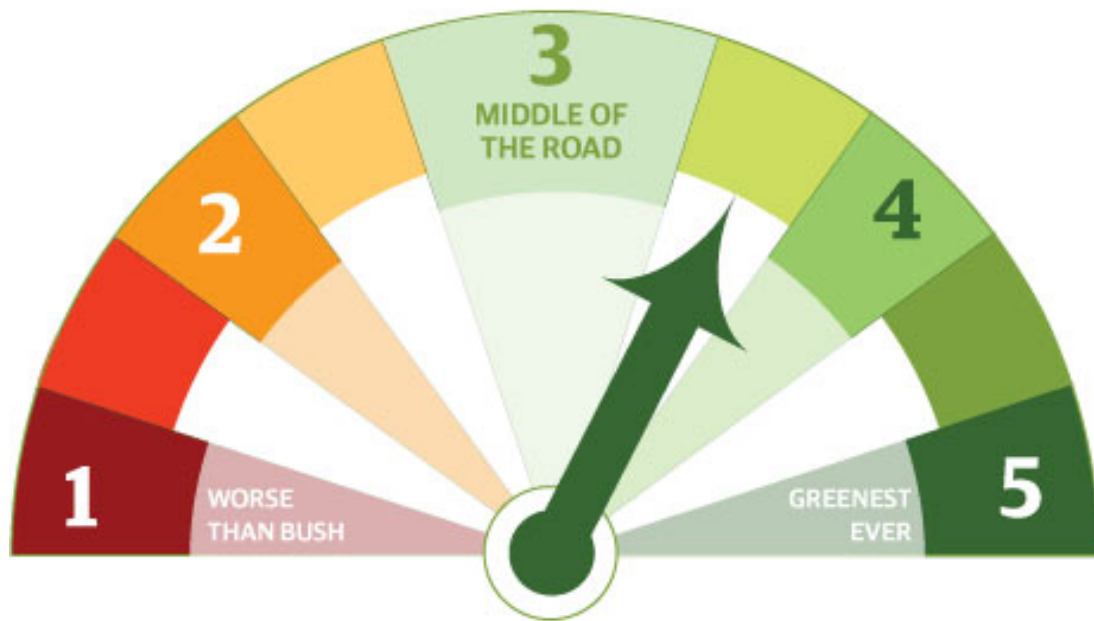 1
WORSE
THAN BUSH
2
3
MIDDLE OF
THE ROAD
4
GREENEST
EVER
5